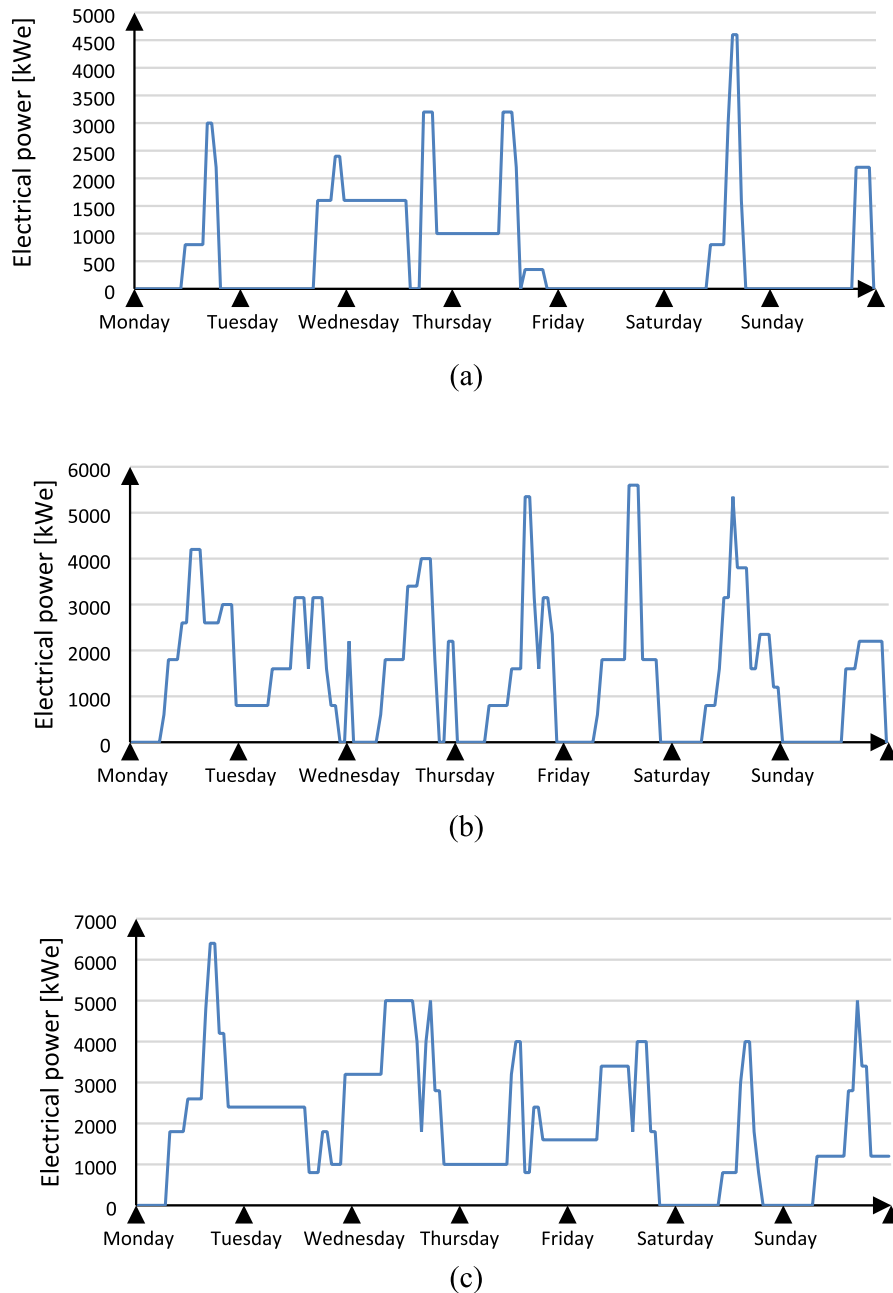 Electrical power [kWe]
5000
4500
4000
3500
3000
2500
2000
1500
1000
500
0
Monday Tuesday Wednesday Thursday Friday Saturday Sunday
(a)
Electrical power [kWe]
6000
5000
4000
3000
2000
1000
0
Monday Tuesday Wednesday Thursday Friday Saturday Sunday
(b)
Electrical power [kWe]
7000
6000
5000
4000
3000
2000
1000
0
Monday Tuesday Wednesday Thursday Friday Saturday Sunday
(c)